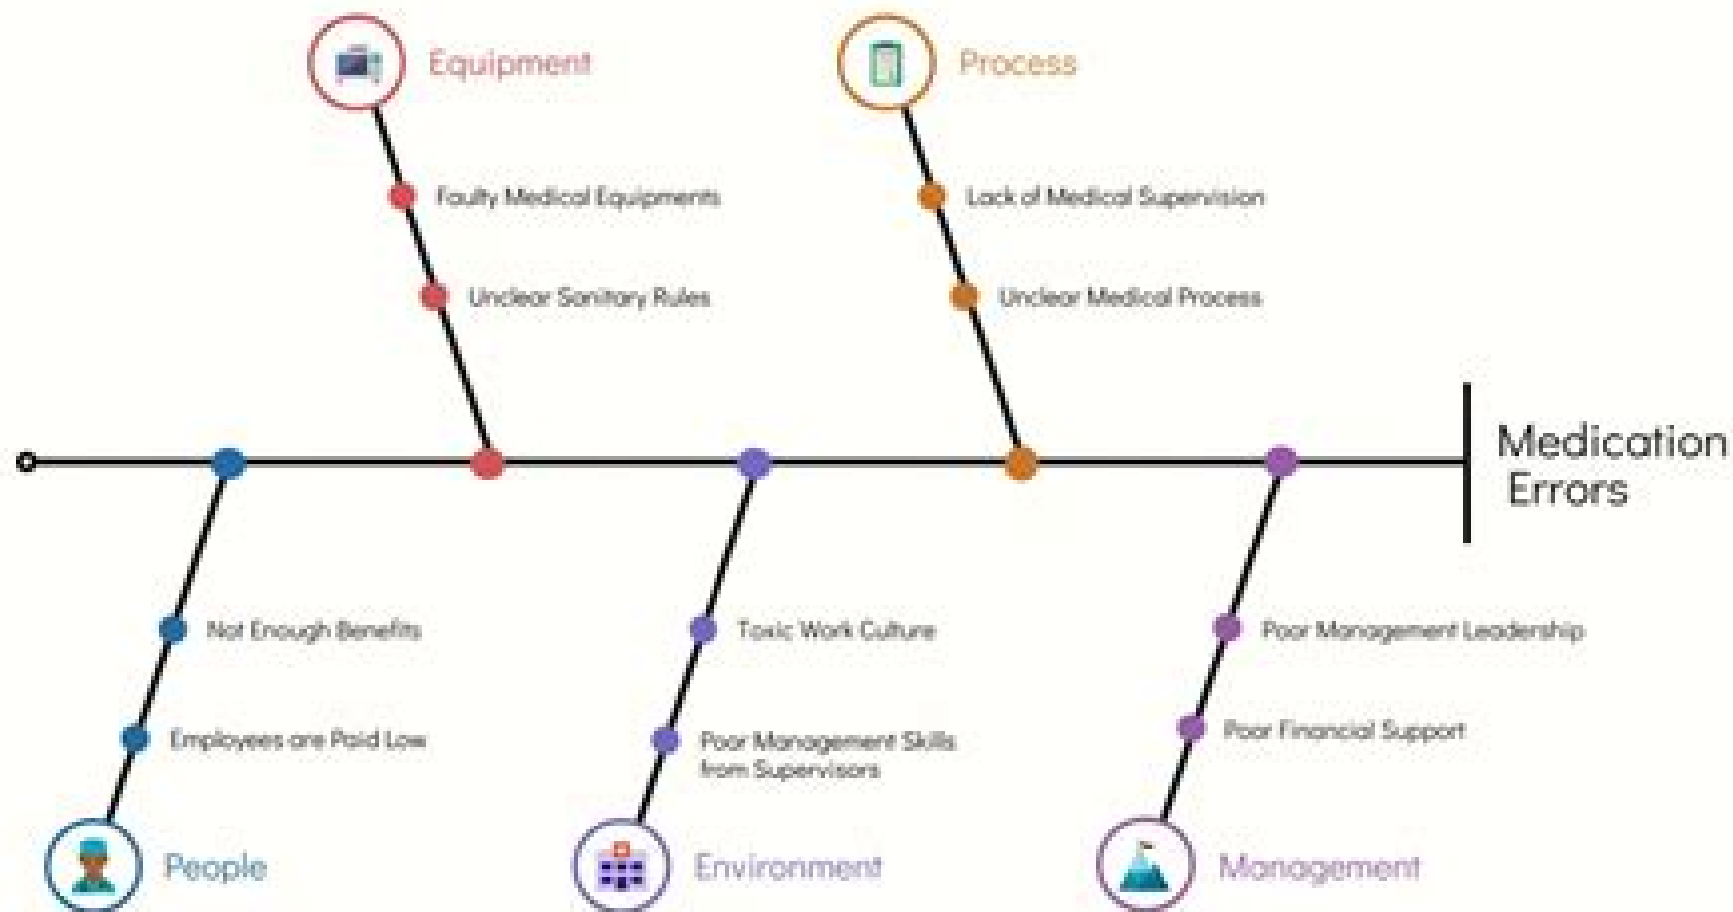 Equipment
Process
Faulty Medical Equipments
Lack of Medical Supervision
Unclear Sanitary Rules
Unclear Medical Process
Medication
Errors
Not Enough Benefits
Toxic Work Culture
Poor Management Leadership
Employees are Paid Low
Poor Management Skills
from Supervisors
Poor Financial Support
People
Environment
Management